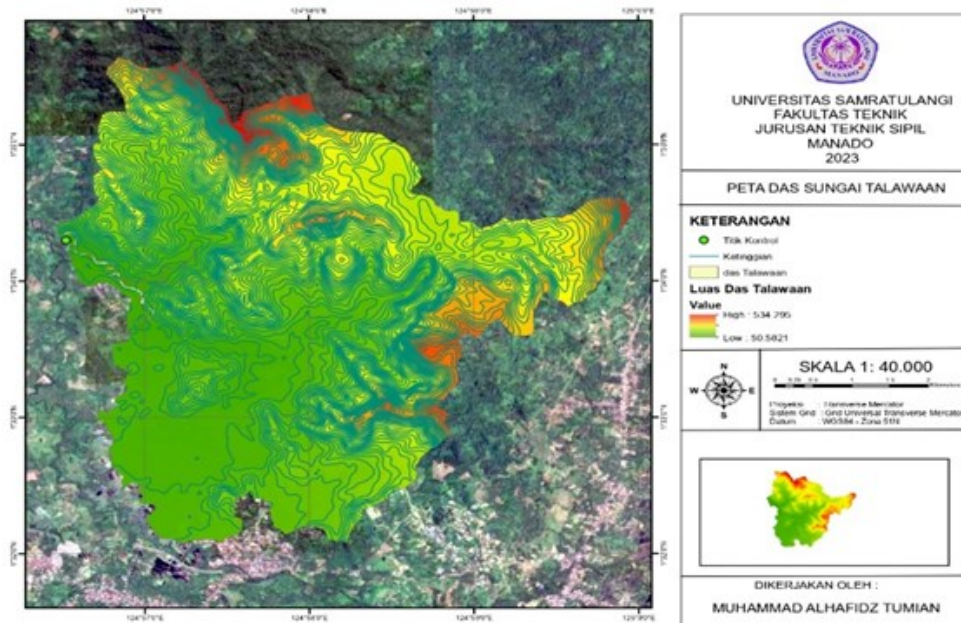 UNIVERSITAS SAMRATULANGI
FAKULTAS TEKNIK
JURUSAN TEKNIK SIPIL
MANADO
2023
PETA DAS SUNGAI TALAWAAN
KETERANGAN
Titik Kontrol
Ketinggian
das Talawaan
Luas Das Talawaan
Value
High : 534 295
Low : 50.5821
N
W E
S
SKALA 1: 40.000
Proyeksi : Transverse Mercator
Sistem Grid : Grid Universal Transverse Mercator
Datum : WGS84 - Zona 51N
DIKERJAKAN OLEH :
MUHAMMAD ALHAFIDZ TUMIAN